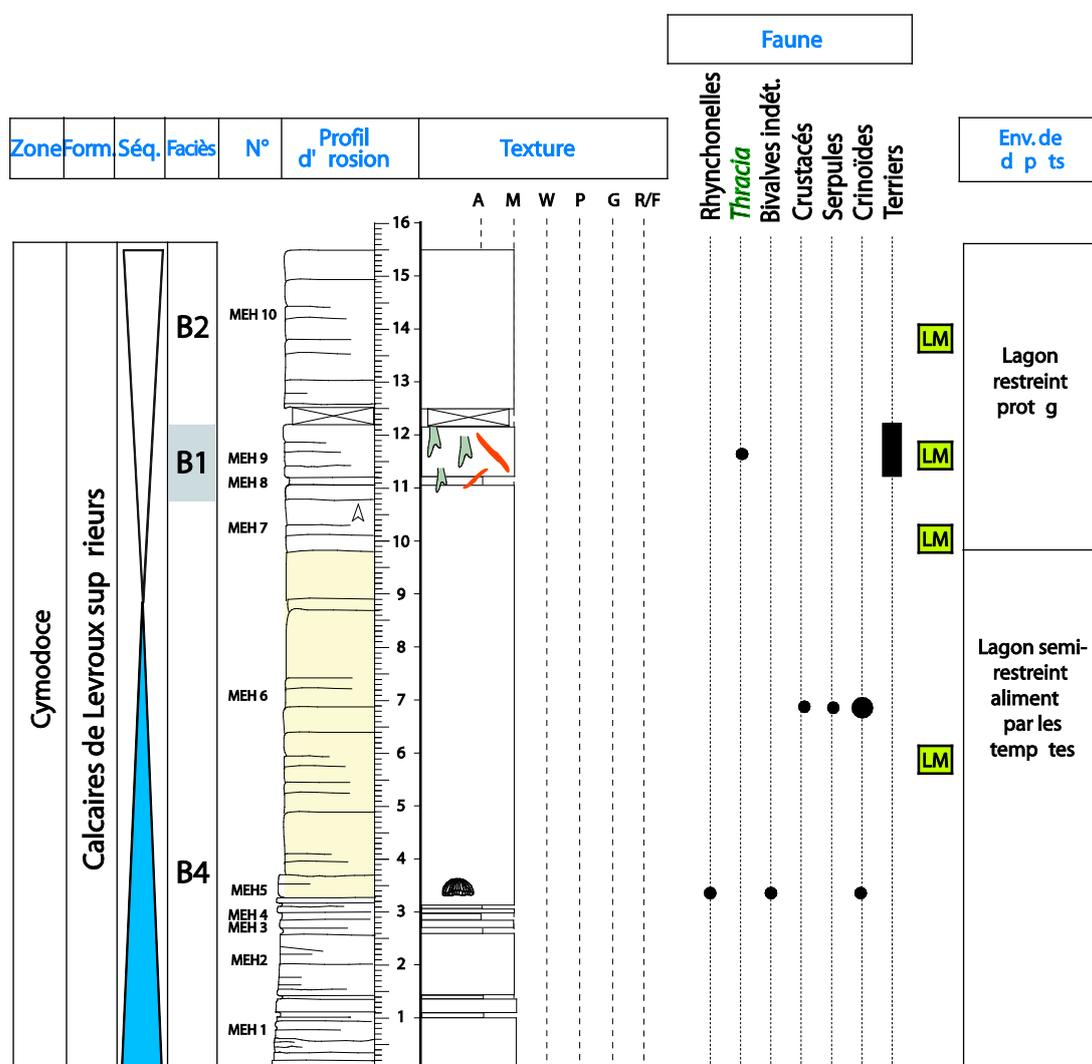 Faune
Zone Form. Séq. Faciès N° Profil d' rosion Texture
Rhynchonelles
Thracia
Bivalves indét.
Crustacés
Serpules
Crinoïdes
Terriers
Env. de
d p ts
A M W P G R/F
16
15
14
13
12
11
10
9
8
7
6
5
4
3
2
1
Cymodoce
Calcaires de Levroux sup rieurs
B2
B1
B4
MEH 10
MEH 9
MEH 8
MEH 7
MEH 6
MEH5
MEH 4
MEH 3
MEH2
MEH 1
LM
LM
LM
LM
Lagon
restreint
prot g
Lagon semi-
restreint
aliment
par les
temp tes